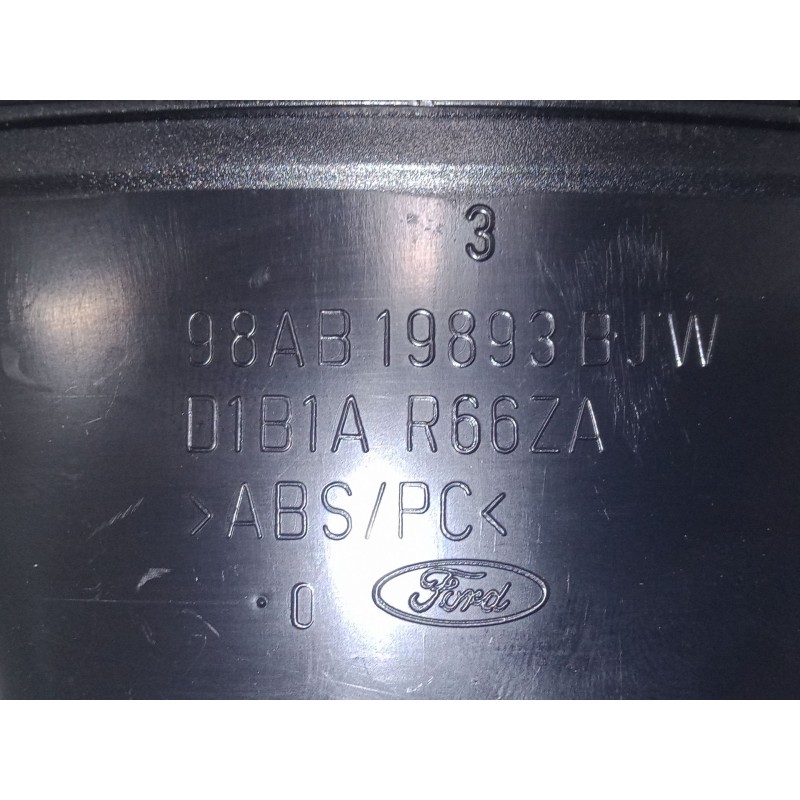 3
98AB 19893 BJW
D1B1A R66ZA
>ABS/PC<
0 Ford